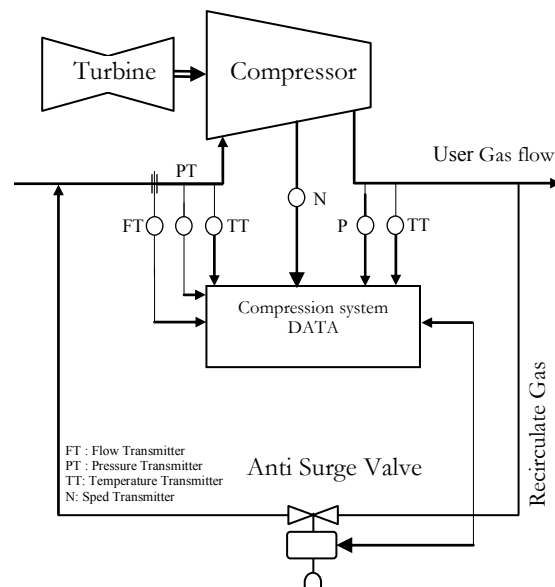 Turbine
Compressor
User Gas flow
PT
N
FT
TT
P
TT
Compression system
DATA
Recirculate Gas
FT : Flow Transmitter
PT : Pressure Transmitter
TT: Temperature Transmitter
N: Sped Transmitter
Anti Surge Valve